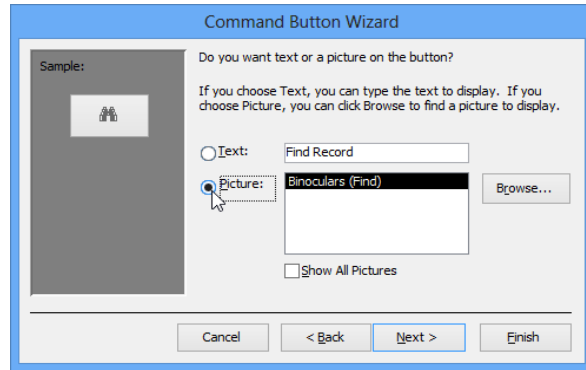 Command Button Wizard
Sample:
Do you want text or a picture on the button?
If you choose Text, you can type the text to display. If you
choose Picture, you can click Browse to find a picture to display.
Text: Find Record
Picture: Binoculars (Find) Browse...
Show All Pictures
Cancel < Back Next > Finish